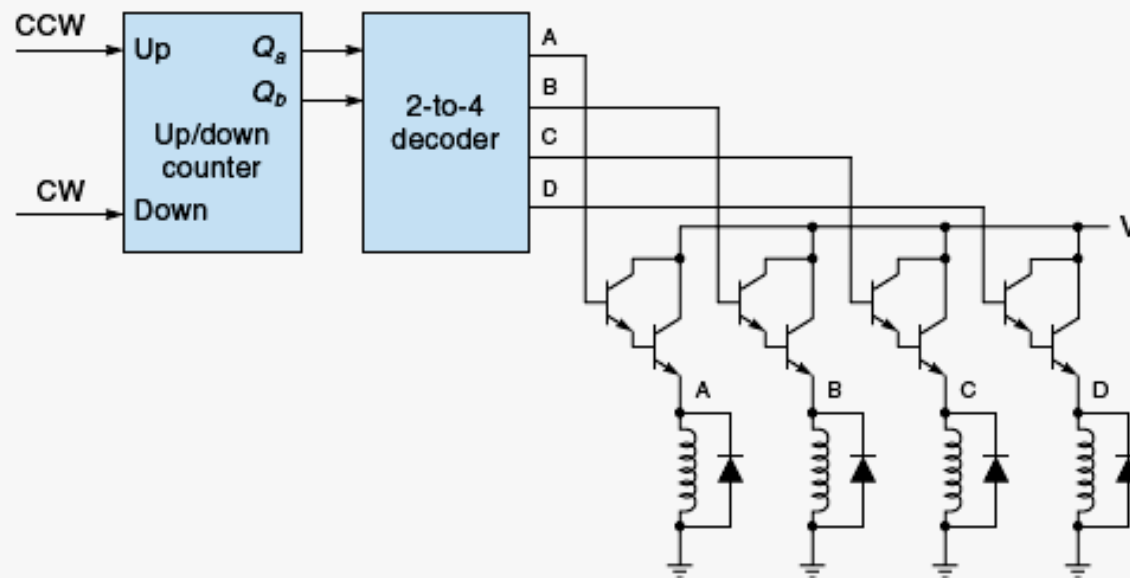 CCW
Up
Qa
Qb
Up/down
counter
CW
Down
2-to-4
decoder
A
B
C
D
V
A
B
C
D